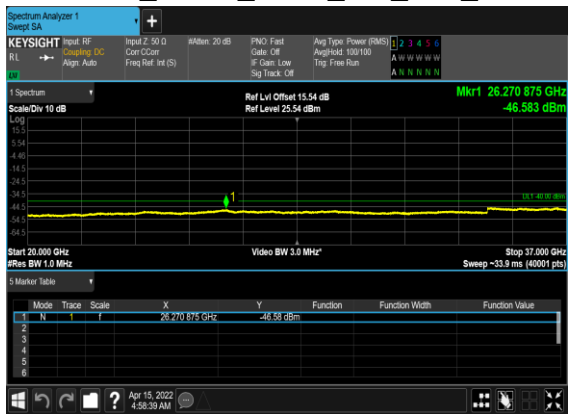 Spectrum Analyzer 1
Swept SA
KEYSIGHT Input: RF Input Z: 50 Ω #Atten: 20 dB PNO: Fast Avg Type: Power (RMS) 1 2 3 4 5 6
RL Coupling: DC Corr CCorr Gate: Off Avg|Hold: 100/100 A W W W W W
Align: Auto Freq Ref: Int (S) IF Gain: Low Trig: Free Run
Sig Track: Off A N N N N N
1 Spectrum
Ref Lvl Offset 15.54 dB Mkr1 26.270 875 GHz
Scale/Div 10 dB Ref Level 25.54 dBm -46.583 dBm
Log
15.5
5.54
-4.46
-14.5
-24.5
-34.5
-44.5
-54.5
-64.5
1
DL1 -40.00 dBm
Start 20.000 GHz Video BW 3.0 MHz* Stop 37.000 GHz
#Res BW 1.0 MHz Sweep ~33.9 ms (40001 pts)
5 Marker Table
Mode Trace Scale X Y Function Function Width Function Value
1 N 1 f 26.270 875 GHz -46.58 dBm
2
3
4
5
6
Apr 15, 2022
4:58:39 AM